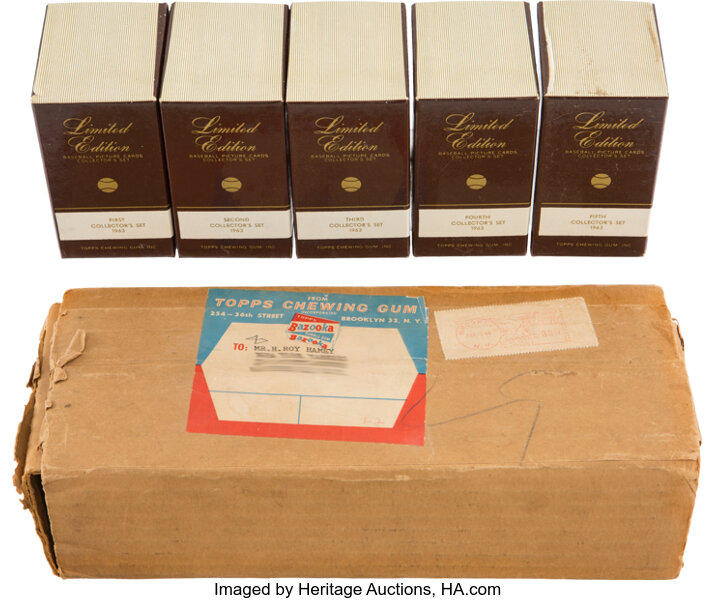 Limited
Edition
BASEBALL PICTURE CARDS
COLLECTOR'S SET
FIRST
COLLECTOR'S SET
1963
TOPPS CHEWING GUM, INC.
Limited
Edition
BASEBALL PICTURE CARDS
COLLECTOR'S SET
SECOND
COLLECTOR'S SET
1963
TOPPS CHEWING GUM, INC.
Limited
Edition
BASEBALL PICTURE CARDS
COLLECTOR'S SET
THIRD
COLLECTOR'S SET
1963
TOPPS CHEWING GUM, INC.
Limited
Edition
BASEBALL PICTURE CARDS
COLLECTOR'S SET
FOURTH
COLLECTOR'S SET
1963
TOPPS CHEWING GUM, INC.
Limited
Edition
BASEBALL PICTURE CARDS
COLLECTOR'S SET
FIFTH
COLLECTOR'S SET
1963
TOPPS CHEWING GUM, INC.
FROM
TOPPS CHEWING GUM
INCORPORATED
254-36th STREET BROOKLYN 32, N.Y.
TOPPS
Bazooka
Bazooka
TO: MR. H. ROY HAMEY
Imaged by Heritage Auctions, HA.com